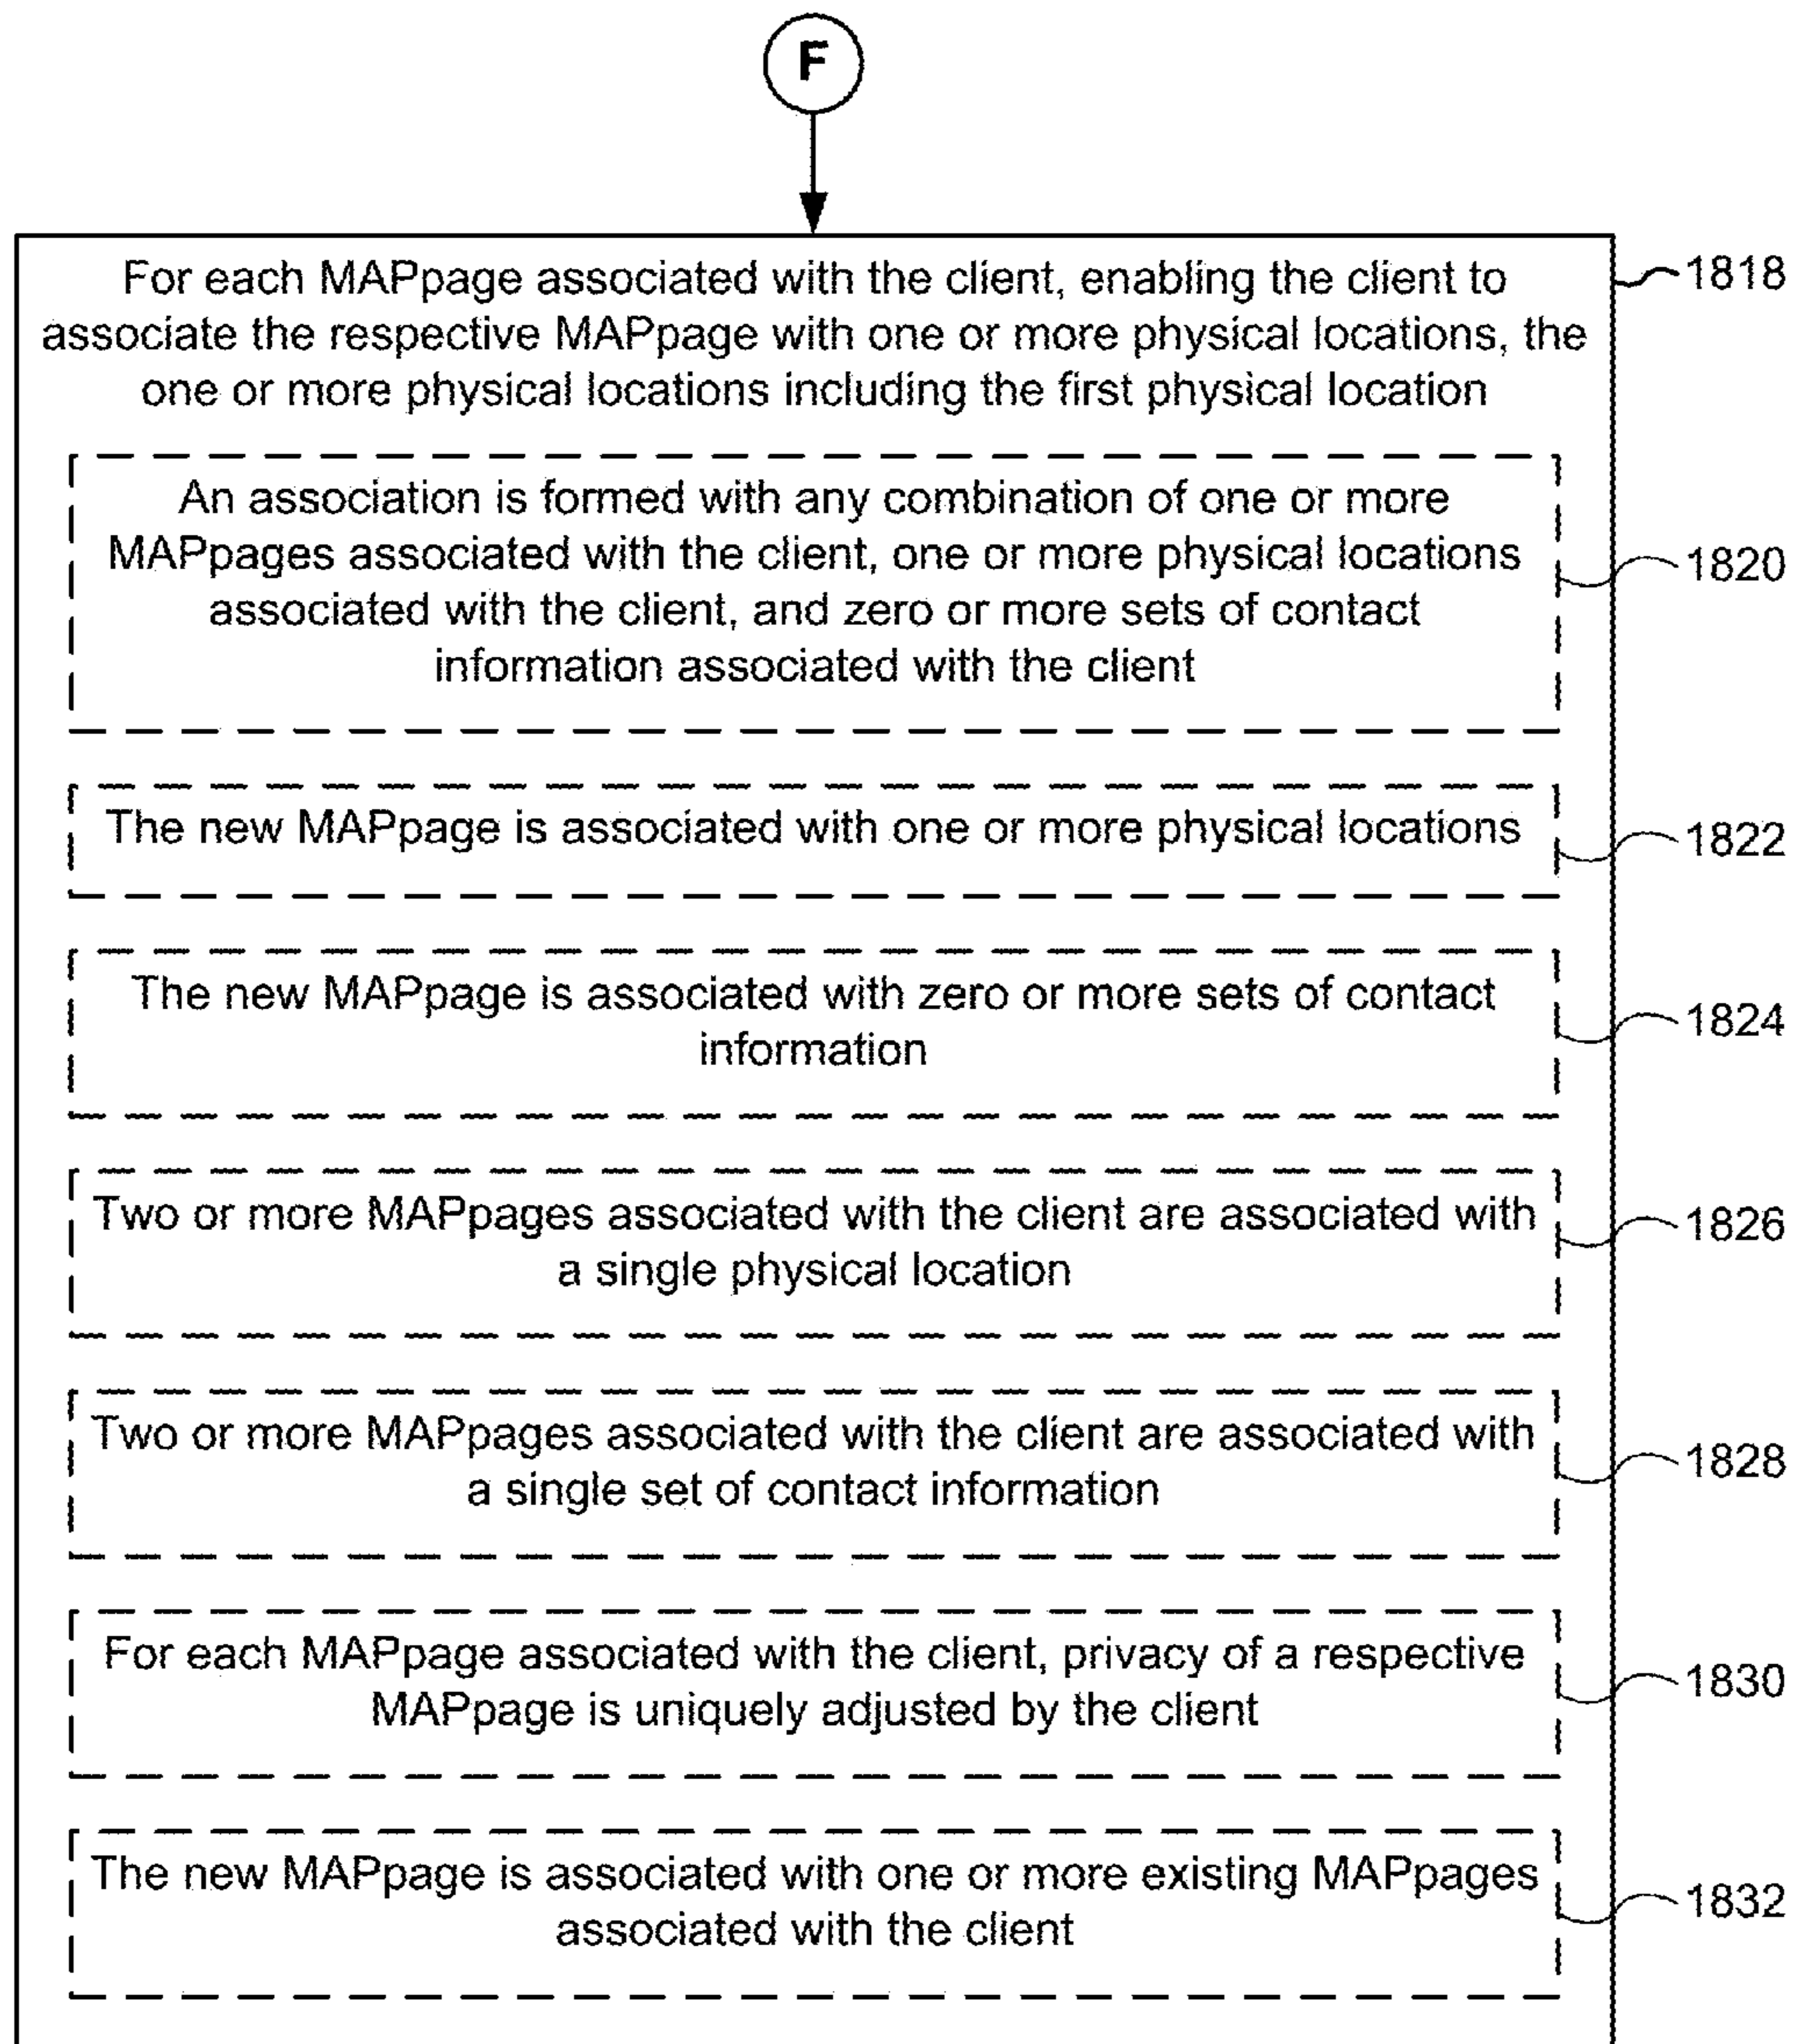 F
For each MAPpage associated with the client, enabling the client to
associate the respective MAPpage with one or more physical locations, the
one or more physical locations including the first physical location
1818
An association is formed with any combination of one or more
MAPpages associated with the client, one or more physical locations
associated with the client, and zero or more sets of contact
information associated with the client
1820
The new MAPpage is associated with one or more physical locations
1822
The new MAPpage is associated with zero or more sets of contact
information
1824
Two or more MAPpages associated with the client are associated with
a single physical location
1826
Two or more MAPpages associated with the client are associated with
a single set of contact information
1828
For each MAPpage associated with the client, privacy of a respective
MAPpage is uniquely adjusted by the client
1830
The new MAPpage is associated with one or more existing MAPpages
associated with the client
1832